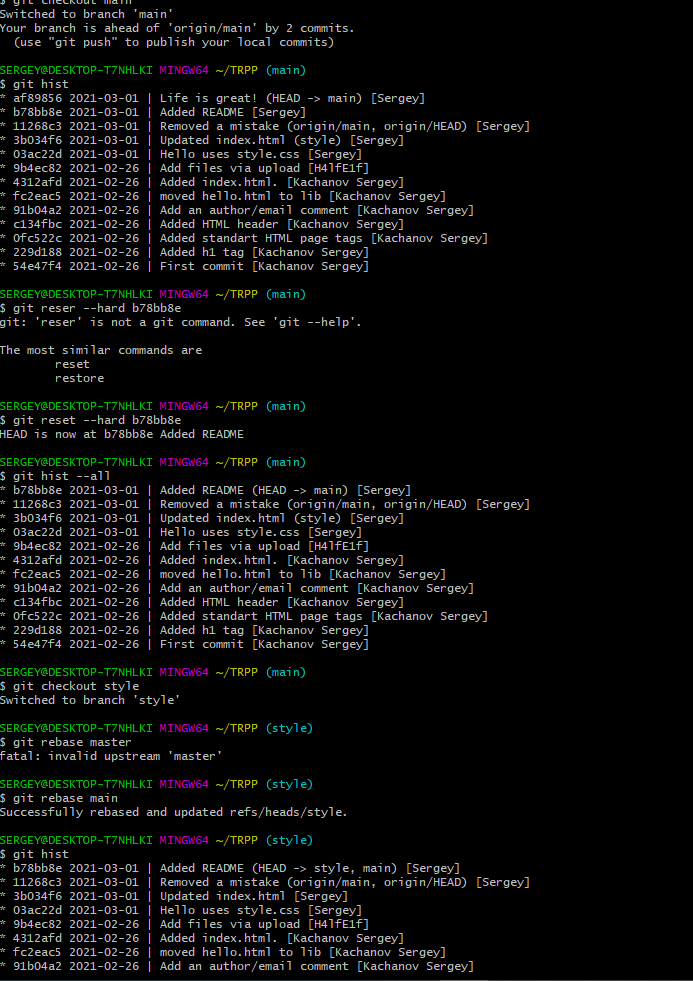 $ git checkout main
Switched to branch 'main'
Your branch is ahead of 'origin/main' by 2 commits.
  (use "git push" to publish your local commits)

SERGEY@DESKTOP-T7NHLKI MINGW64 ~/TRPP (main)
$ git hist
* af89856 2021-03-01 | Life is great! (HEAD -> main) [Sergey]
* b78bb8e 2021-03-01 | Added README [Sergey]
* 11268c3 2021-03-01 | Removed a mistake (origin/main, origin/HEAD) [Sergey]
* 3b034f6 2021-03-01 | Updated index.html (style) [Sergey]
* 03ac22d 2021-03-01 | Hello uses style.css [Sergey]
* 9b4ec82 2021-02-26 | Add files via upload [H4lfE1f]
* 4312afd 2021-02-26 | Added index.html. [Kachanov Sergey]
* fc2eac5 2021-02-26 | moved hello.html to lib [Kachanov Sergey]
* 91b04a2 2021-02-26 | Add an author/email comment [Kachanov Sergey]
* c134fbc 2021-02-26 | Added HTML header [Kachanov Sergey]
* 0fc522c 2021-02-26 | Added standart HTML page tags [Kachanov Sergey]
* 229d188 2021-02-26 | Added h1 tag [Kachanov Sergey]
* 54e47f4 2021-02-26 | First commit [Kachanov Sergey]

SERGEY@DESKTOP-T7NHLKI MINGW64 ~/TRPP (main)
$ git reser --hard b78bb8e
git: 'reser' is not a git command. See 'git --help'.

The most similar commands are
        reset
        restore

SERGEY@DESKTOP-T7NHLKI MINGW64 ~/TRPP (main)
$ git reset --hard b78bb8e
HEAD is now at b78bb8e Added README

SERGEY@DESKTOP-T7NHLKI MINGW64 ~/TRPP (main)
$ git hist --all
* b78bb8e 2021-03-01 | Added README (HEAD -> main) [Sergey]
* 11268c3 2021-03-01 | Removed a mistake (origin/main, origin/HEAD) [Sergey]
* 3b034f6 2021-03-01 | Updated index.html (style) [Sergey]
* 03ac22d 2021-03-01 | Hello uses style.css [Sergey]
* 9b4ec82 2021-02-26 | Add files via upload [H4lfE1f]
* 4312afd 2021-02-26 | Added index.html. [Kachanov Sergey]
* fc2eac5 2021-02-26 | moved hello.html to lib [Kachanov Sergey]
* 91b04a2 2021-02-26 | Add an author/email comment [Kachanov Sergey]
* c134fbc 2021-02-26 | Added HTML header [Kachanov Sergey]
* 0fc522c 2021-02-26 | Added standart HTML page tags [Kachanov Sergey]
* 229d188 2021-02-26 | Added h1 tag [Kachanov Sergey]
* 54e47f4 2021-02-26 | First commit [Kachanov Sergey]

SERGEY@DESKTOP-T7NHLKI MINGW64 ~/TRPP (main)
$ git checkout style
Switched to branch 'style'

SERGEY@DESKTOP-T7NHLKI MINGW64 ~/TRPP (style)
$ git rebase master
fatal: invalid upstream 'master'

SERGEY@DESKTOP-T7NHLKI MINGW64 ~/TRPP (style)
$ git rebase main
Successfully rebased and updated refs/heads/style.

SERGEY@DESKTOP-T7NHLKI MINGW64 ~/TRPP (style)
$ git hist
* b78bb8e 2021-03-01 | Added README (HEAD -> style, main) [Sergey]
* 11268c3 2021-03-01 | Removed a mistake (origin/main, origin/HEAD) [Sergey]
* 3b034f6 2021-03-01 | Updated index.html [Sergey]
* 03ac22d 2021-03-01 | Hello uses style.css [Sergey]
* 9b4ec82 2021-02-26 | Add files via upload [H4lfE1f]
* 4312afd 2021-02-26 | Added index.html. [Kachanov Sergey]
* fc2eac5 2021-02-26 | moved hello.html to lib [Kachanov Sergey]
* 91b04a2 2021-02-26 | Add an author/email comment [Kachanov Sergey]